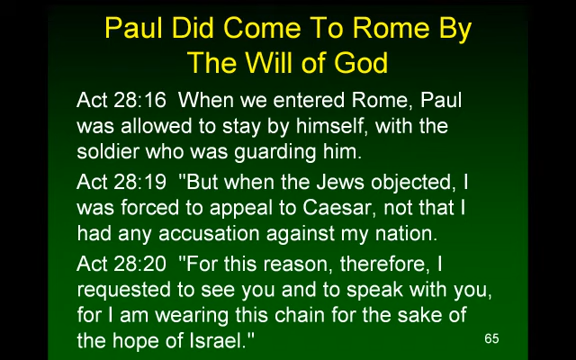 Paul Did Come To Rome By
The Will of God
Act 28:16  When we entered Rome, Paul
was allowed to stay by himself, with the
soldier who was guarding him.
Act 28:19  "But when the Jews objected, I
was forced to appeal to Caesar, not that I
had any accusation against my nation.
Act 28:20  "For this reason, therefore, I
requested to see you and to speak with you,
for I am wearing this chain for the sake of
the hope of Israel."
65